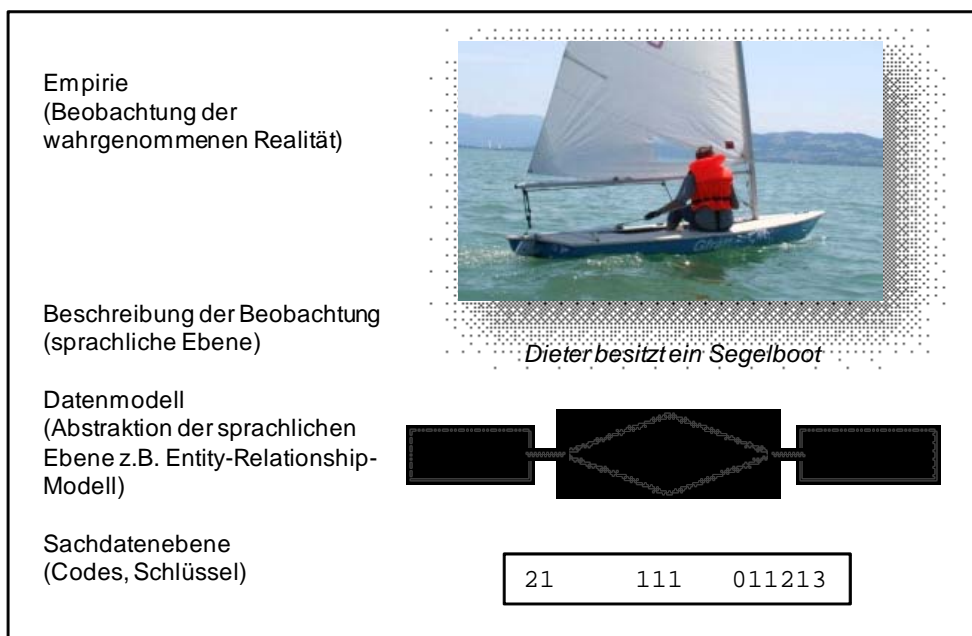 Empirie
(Beobachtung der
wahrgenommenen Realität)
Beschreibung der Beobachtung
(sprachliche Ebene)
Dieter besitzt ein Segelboot
Datenmodell
(Abstraktion der sprachlichen
Ebene z.B. Entity-Relationship-
Modell)
Sachdatenebene
(Codes, Schlüssel)
21 111 011213